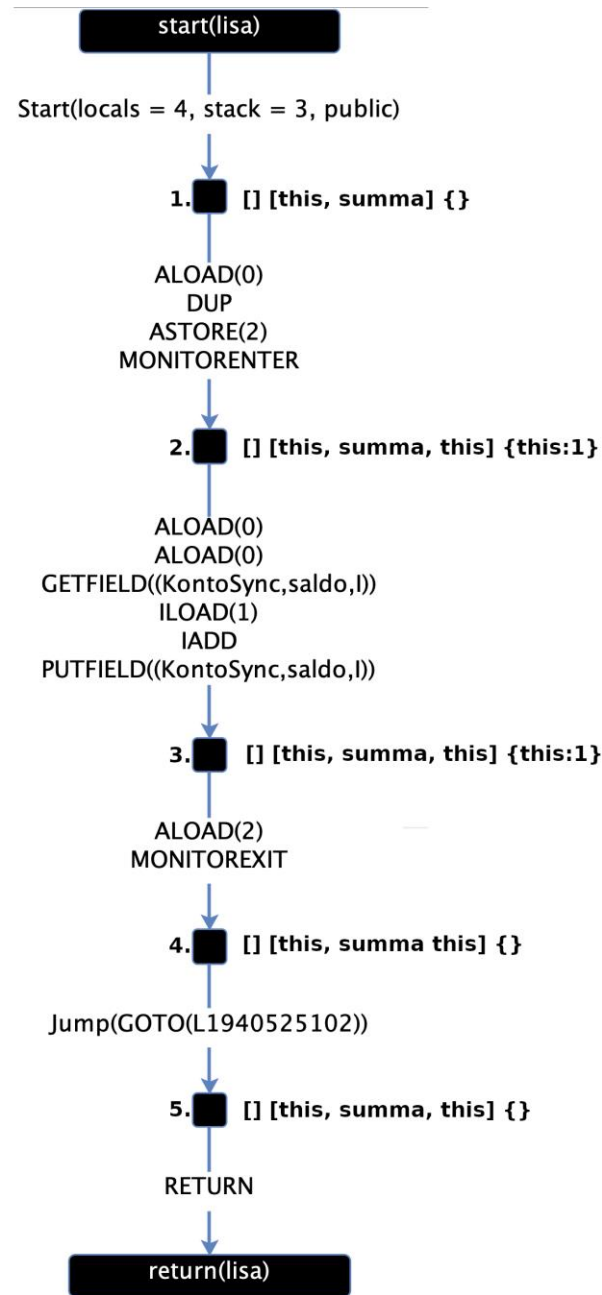 start(lisa)
Start(locals = 4, stack = 3, public)
1. [] [this, summa] {}
ALOAD(0)
DUP
ASTORE(2)
MONITORENTER
2. [] [this, summa, this] {this:1}
ALOAD(0)
ALOAD(0)
GETFIELD((KontoSync,saldo,I))
ILOAD(1)
IADD
PUTFIELD((KontoSync,saldo,I))
3. [] [this, summa, this] {this:1}
ALOAD(2)
MONITOREXIT
4. [] [this, summa this] {}
Jump(GOTO(L1940525102))
5. [] [this, summa, this] {}
RETURN
return(lisa)